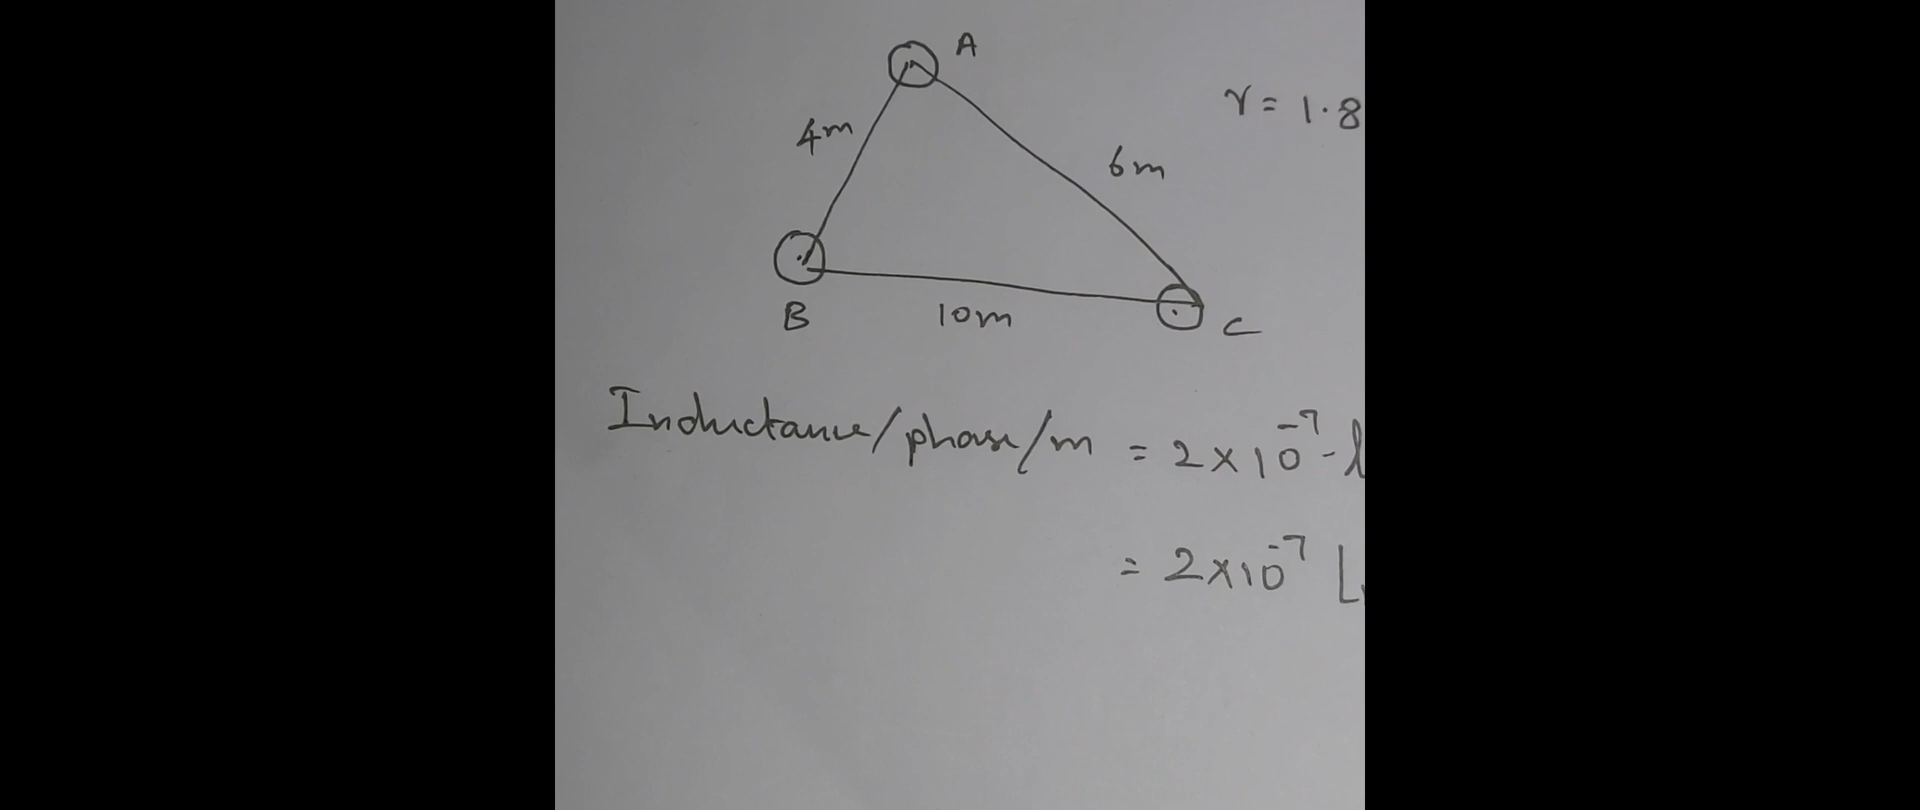 A
r = 1.8
4m
6m
B
10m
C
Inductance/phase/m = 2×10⁻⁷
= 2×10⁻⁷ L